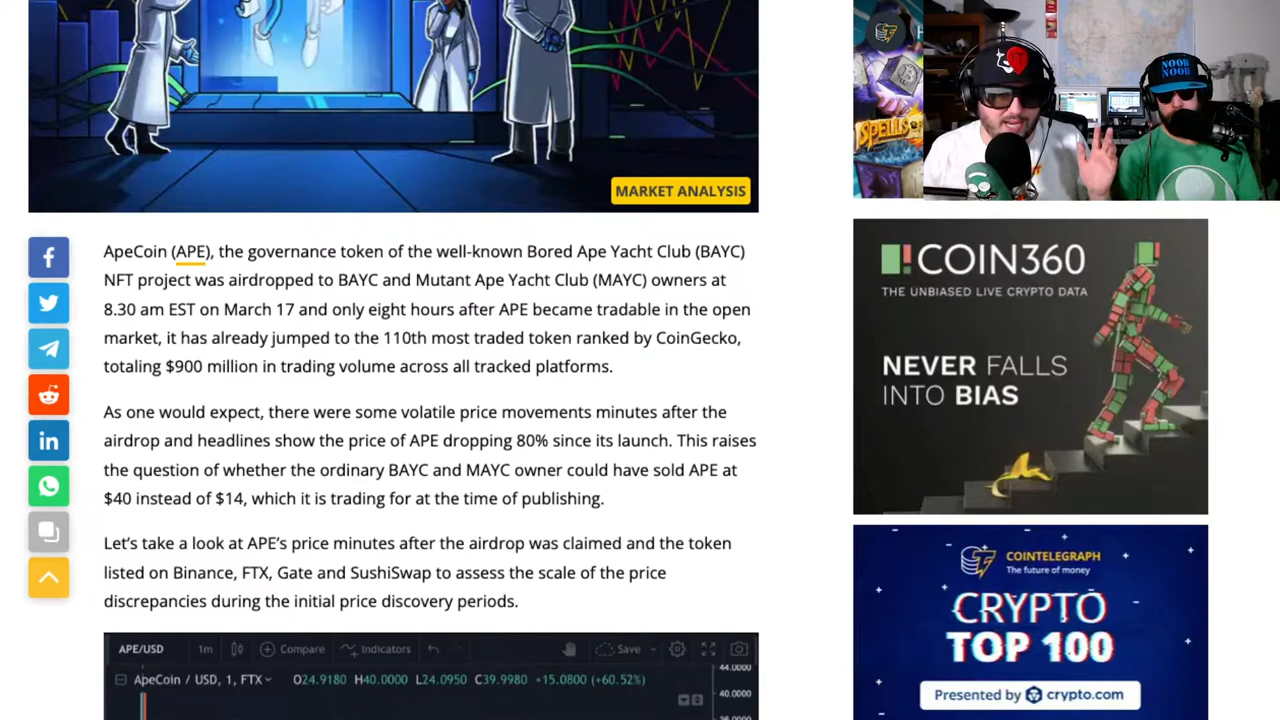 MARKET ANALYSIS
ApeCoin (APE), the governance token of the well-known Bored Ape Yacht Club (BAYC)
NFT project was airdropped to BAYC and Mutant Ape Yacht Club (MAYC) owners at
8.30 am EST on March 17 and only eight hours after APE became tradable in the open
market, it has already jumped to the 110th most traded token ranked by CoinGecko,
totaling $900 million in trading volume across all tracked platforms.
As one would expect, there were some volatile price movements minutes after the
airdrop and headlines show the price of APE dropping 80% since its launch. This raises
the question of whether the ordinary BAYC and MAYC owner could have sold APE at
$40 instead of $14, which it is trading for at the time of publishing.
Let’s take a look at APE’s price minutes after the airdrop was claimed and the token
listed on Binance, FTX, Gate and SushiSwap to assess the scale of the price
discrepancies during the initial price discovery periods.
APE/USD 1m Compare Indicators Save
ApeCoin / USD, 1, FTX O24.9180 H40.0000 L24.0950 C39.9980 +15.0800 (+60.52%)
44.0000
40.0000
SPELLS
NOOB
NOOB
COIN360
THE UNBIASED LIVE CRYPTO DATA
NEVER FALLS
INTO BIAS
COINTELEGRAPH
The future of money
CRYPTO
TOP 100
Presented by crypto.com